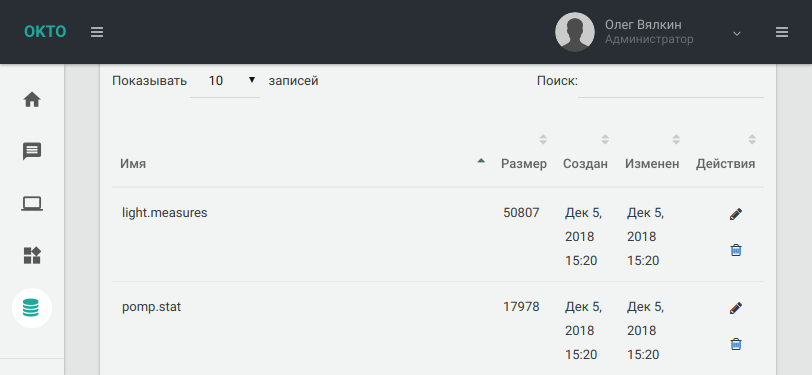 OKTO
Олег Вялкин
Администратор
Показывать 10 записей
Поиск:
Имя Размер Создан Изменен Действия
light.measures 50807 Дек 5, Дек 5,
2018 2018
15:20 15:20
pomp.stat 17978 Дек 5, Дек 5,
2018 2018
15:20 15:20